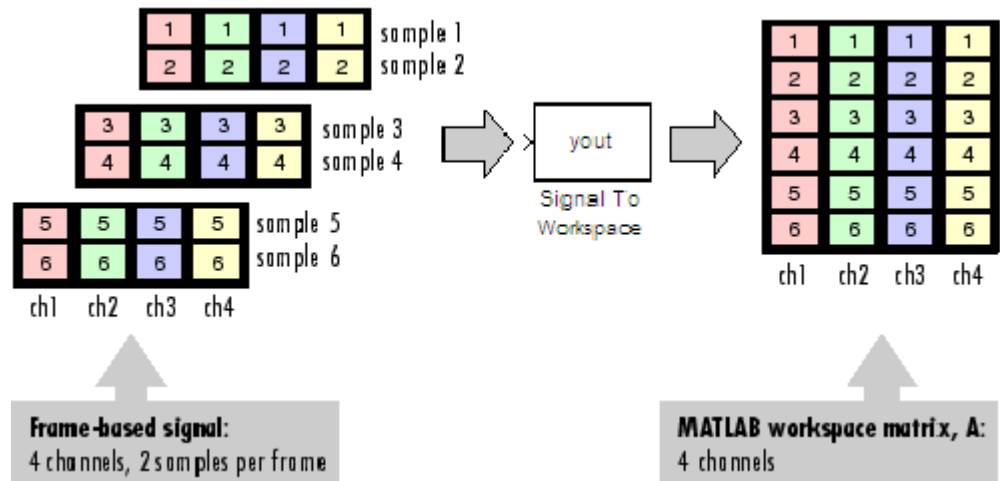 1 1 1 1 sample 1
2 2 2 2 sample 2
3 3 3 3 sample 3
4 4 4 4 sample 4
5 5 5 5 sample 5
6 6 6 6 sample 6
ch1 ch2 ch3 ch4
yout
Signal To
Workspace
1 1 1 1
2 2 2 2
3 3 3 3
4 4 4 4
5 5 5 5
6 6 6 6
ch1 ch2 ch3 ch4
Frame-based signal:
4 channels, 2 samples per frame
MATLAB workspace matrix, A:
4 channels